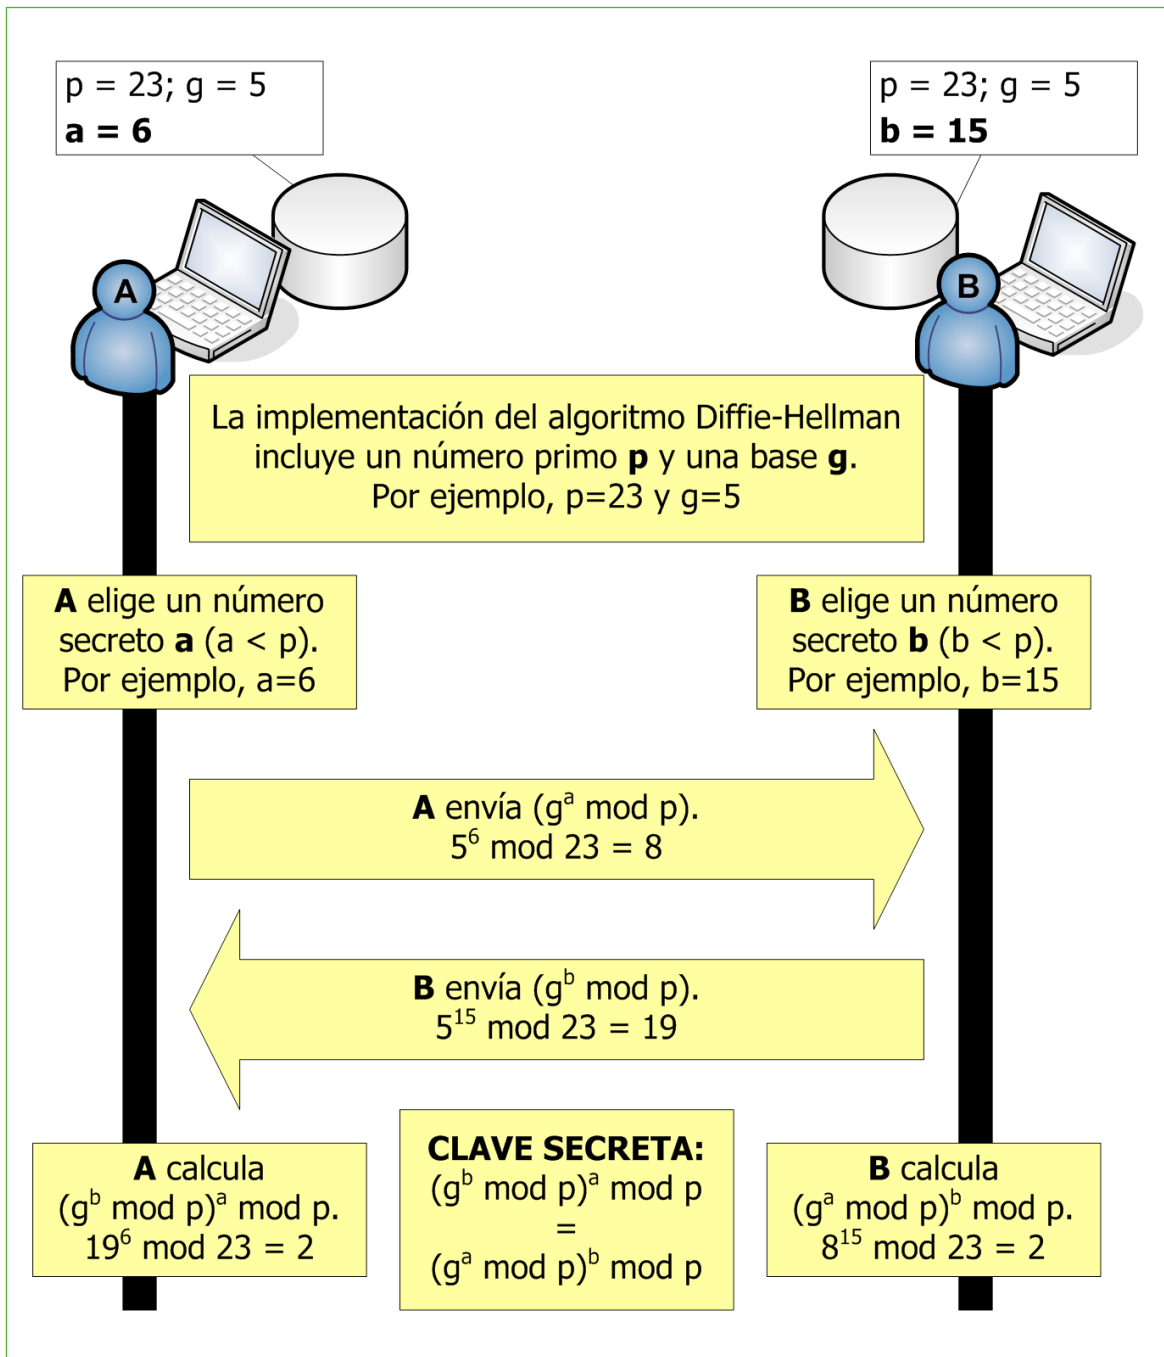 p = 23; g = 5
a = 6
p = 23; g = 5
b = 15
A
B
La implementación del algoritmo Diffie-Hellman
incluye un número primo p y una base g.
Por ejemplo, p=23 y g=5
A elige un número
secreto a (a < p).
Por ejemplo, a=6
B elige un número
secreto b (b < p).
Por ejemplo, b=15
A envía (gᵃ mod p).
5⁶ mod 23 = 8
B envía (gᵇ mod p).
5¹⁵ mod 23 = 19
A calcula
(gᵇ mod p)ᵃ mod p.
19⁶ mod 23 = 2
CLAVE SECRETA:
(gᵇ mod p)ᵃ mod p
=
(gᵃ mod p)ᵇ mod p
B calcula
(gᵃ mod p)ᵇ mod p.
8¹⁵ mod 23 = 2